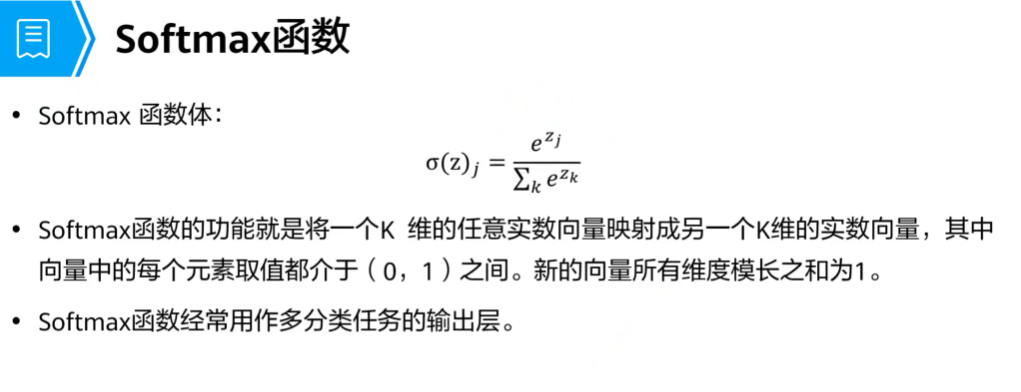 Softmax函数
• Softmax 函数体：
σ(z)_j = e^{z_j} / ∑_k e^{z_k}
• Softmax函数的功能就是将一个K 维的任意实数向量映射成另一个K维的实数向量，其中
向量中的每个元素取值都介于（0，1）之间。新的向量所有维度模长之和为1。
• Softmax函数经常用作多分类任务的输出层。